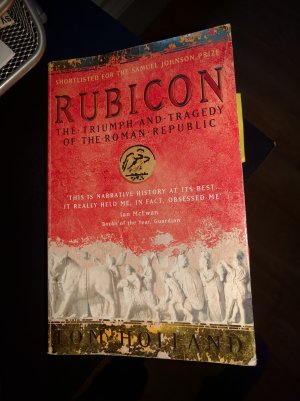 SHORTLISTED FOR THE SAMUEL JOHNSON PRIZE
RUBICON
THE TRIUMPH AND TRAGEDY
OF THE ROMAN REPUBLIC
'THIS IS NARRATIVE HISTORY AT ITS BEST...
IT REALLY HELD ME, IN FACT, OBSESSED ME'
Ian McEwan
'Books of the Year, Guardian
TOM HOLLAND